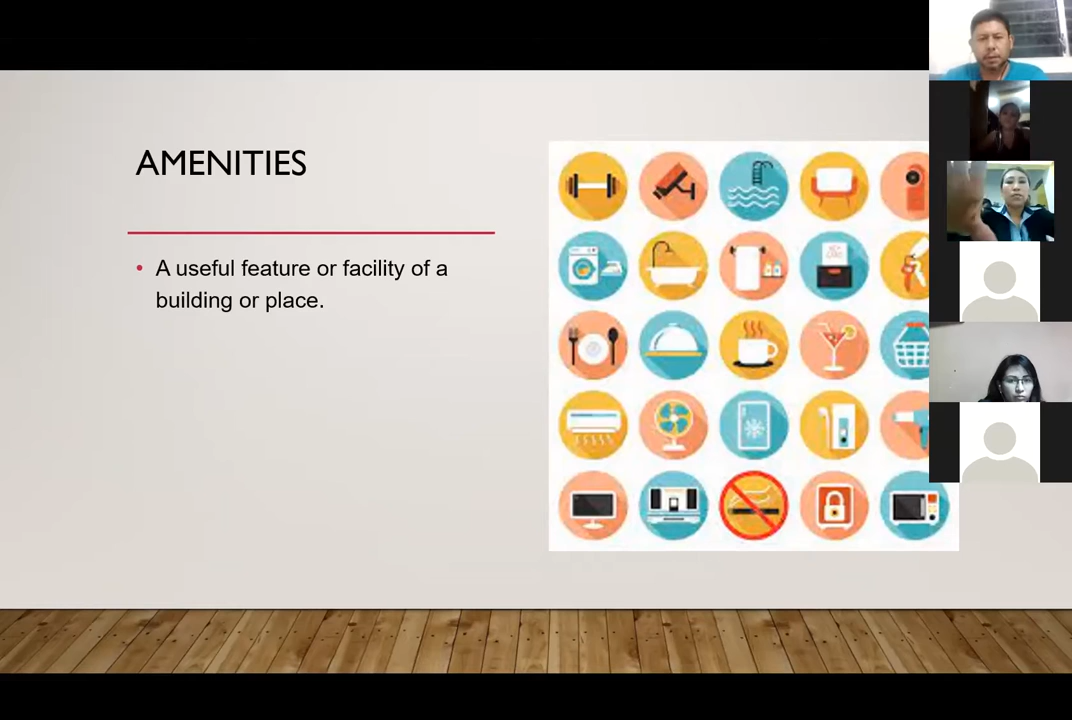 AMENITIES
• A useful feature or facility of a
building or place.